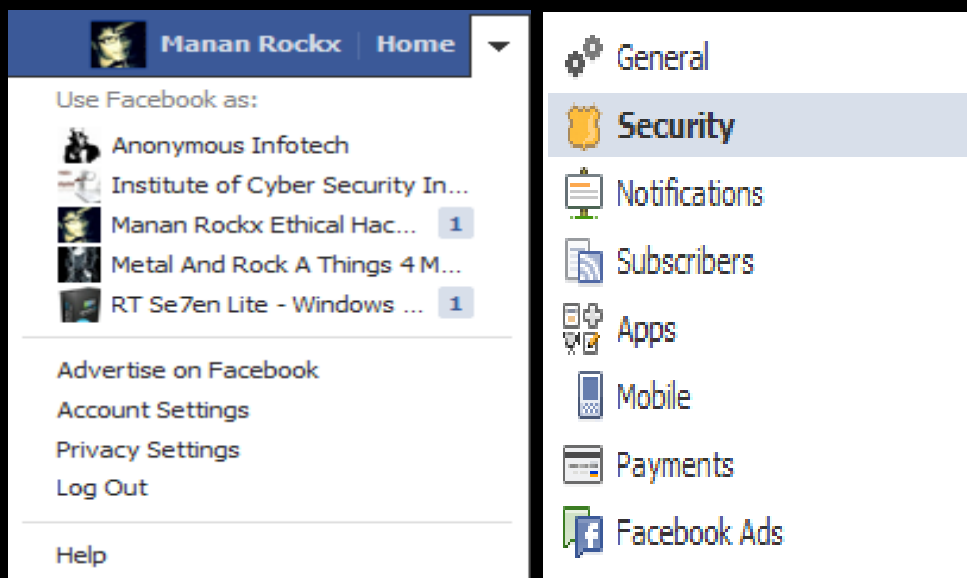 Manan Rockx Home
Use Facebook as:
Anonymous Infotech
Institute of Cyber Security In...
Manan Rockx Ethical Hac... 1
Metal And Rock A Things 4 M...
RT Se7en Lite - Windows ... 1
Advertise on Facebook
Account Settings
Privacy Settings
Log Out
Help
General
Security
Notifications
Subscribers
Apps
Mobile
Payments
Facebook Ads